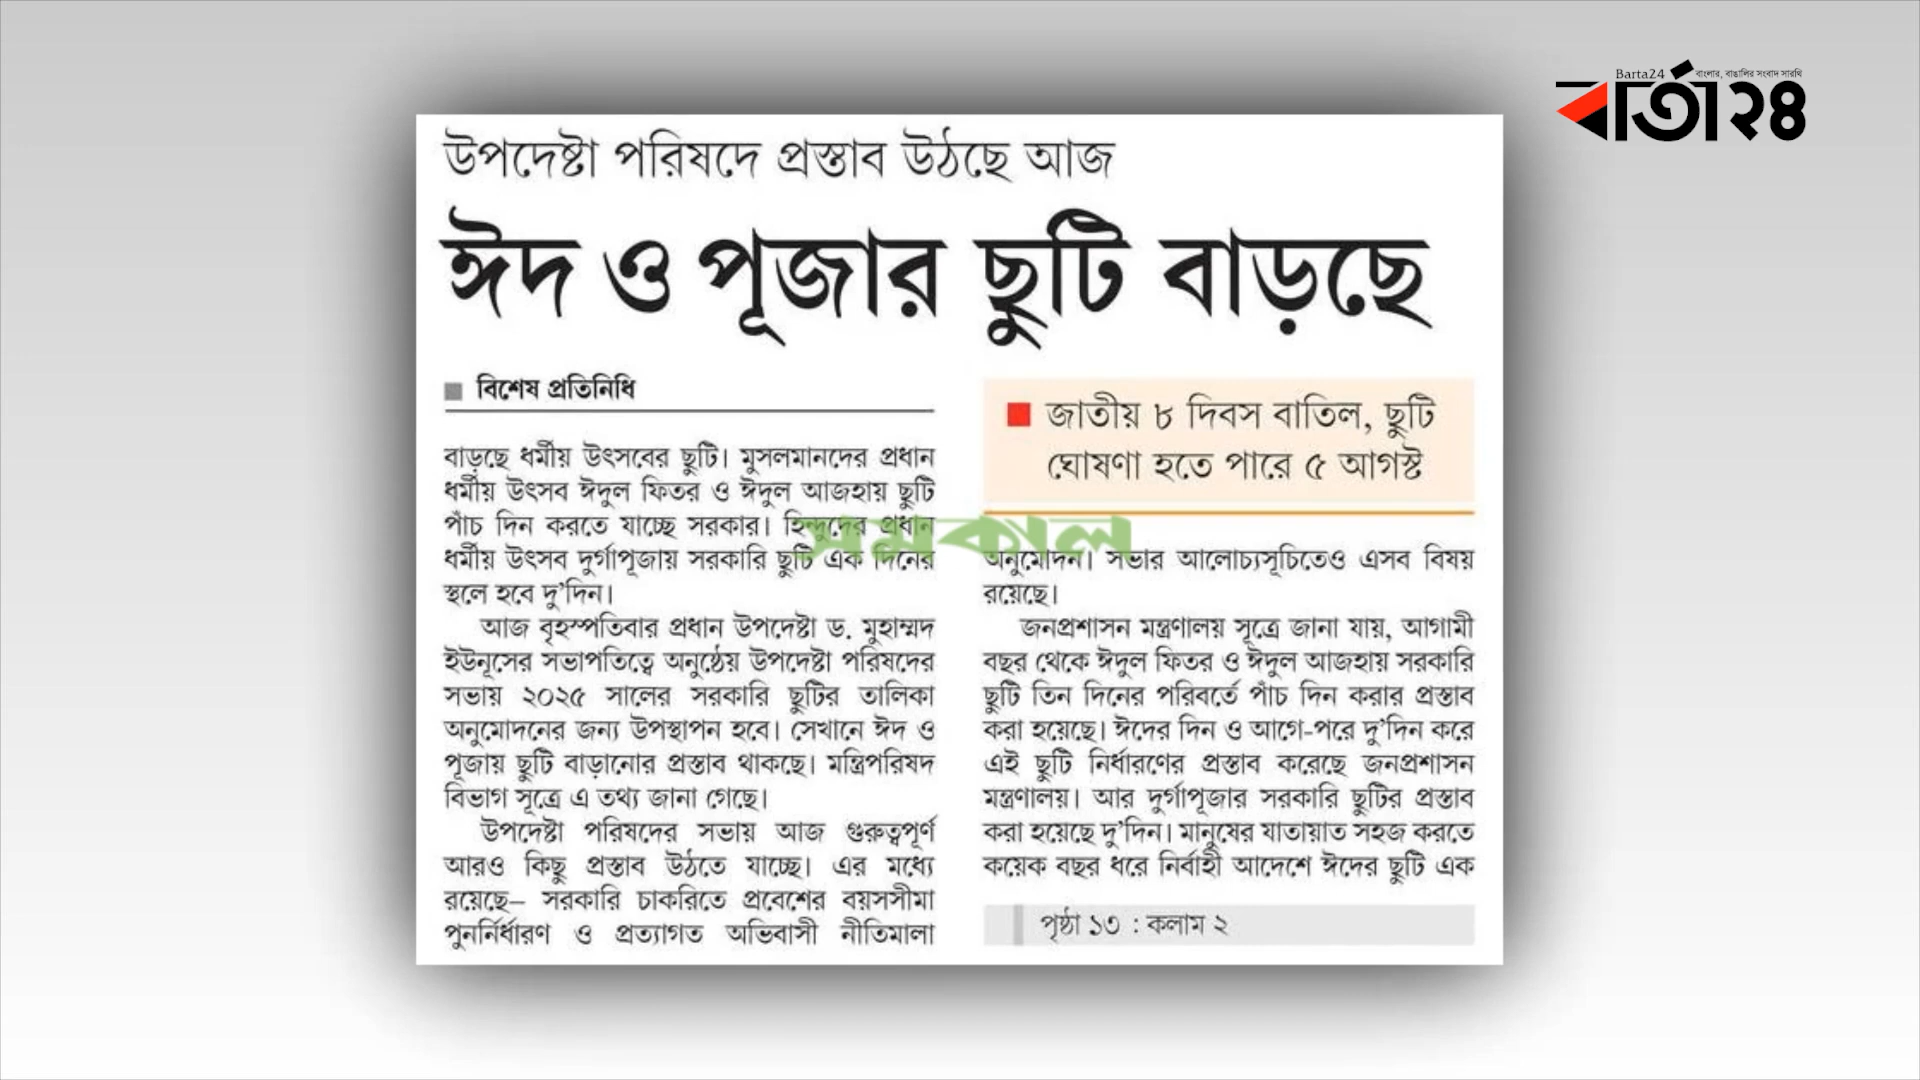 Barta24
বাংলার, বাঙালির সংবাদ সারথি
বার্তা২৪
উপদেষ্টা পরিষদে প্রস্তাব উঠছে আজ
ঈদ ও পূজার ছুটি বাড়ছে
বিশেষ প্রতিনিধি
বাড়ছে ধর্মীয় উৎসবের ছুটি। মুসলমানদের প্রধান
ধর্মীয় উৎসব ঈদুল ফিতর ও ঈদুল আজহায় ছুটি
পাঁচ দিন করতে যাচ্ছে সরকার। হিন্দুদের প্রধান
ধর্মীয় উৎসব দুর্গাপূজায় সরকারি ছুটি এক দিনের
স্থলে হবে দু’দিন।
আজ বৃহস্পতিবার প্রধান উপদেষ্টা ড. মুহাম্মদ
ইউনূসের সভাপতিত্বে অনুষ্ঠেয় উপদেষ্টা পরিষদের
সভায় ২০২৫ সালের সরকারি ছুটির তালিকা
অনুমোদনের জন্য উপস্থাপন হবে। সেখানে ঈদ ও
পূজায় ছুটি বাড়ানোর প্রস্তাব থাকছে। মন্ত্রিপরিষদ
বিভাগ সূত্রে এ তথ্য জানা গেছে।
উপদেষ্টা পরিষদের সভায় আজ গুরুত্বপূর্ণ
আরও কিছু প্রস্তাব উঠতে যাচ্ছে। এর মধ্যে
রয়েছে– সরকারি চাকরিতে প্রবেশের বয়সসীমা
পুনর্নির্ধারণ ও প্রত্যাগত অভিবাসী নীতিমালা
জাতীয় ৮ দিবস বাতিল, ছুটি
ঘোষণা হতে পারে ৫ আগস্ট
সমকাল
অনুমোদন। সভার আলোচ্যসূচিতেও এসব বিষয়
রয়েছে।
জনপ্রশাসন মন্ত্রণালয় সূত্রে জানা যায়, আগামী
বছর থেকে ঈদুল ফিতর ও ঈদুল আজহায় সরকারি
ছুটি তিন দিনের পরিবর্তে পাঁচ দিন করার প্রস্তাব
করা হয়েছে। ঈদের দিন ও আগে-পরে দু’দিন করে
এই ছুটি নির্ধারণের প্রস্তাব করেছে জনপ্রশাসন
মন্ত্রণালয়। আর দুর্গাপূজার সরকারি ছুটির প্রস্তাব
করা হয়েছে দু’দিন। মানুষের যাতায়াত সহজ করতে
কয়েক বছর ধরে নির্বাহী আদেশে ঈদের ছুটি এক
পৃষ্ঠা ১৩ : কলাম ২